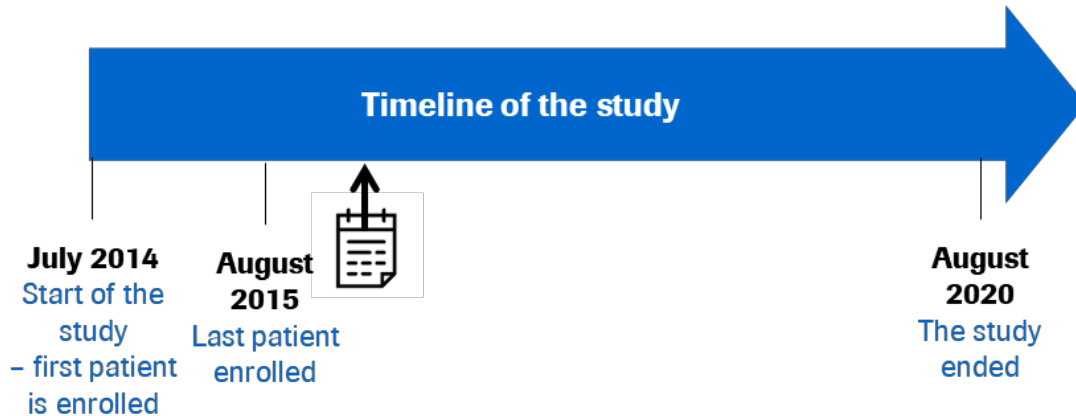 Timeline of the study
July 2014
Start of the
study
– first patient
is enrolled
August
2015
Last patient
enrolled
August
2020
The study
ended